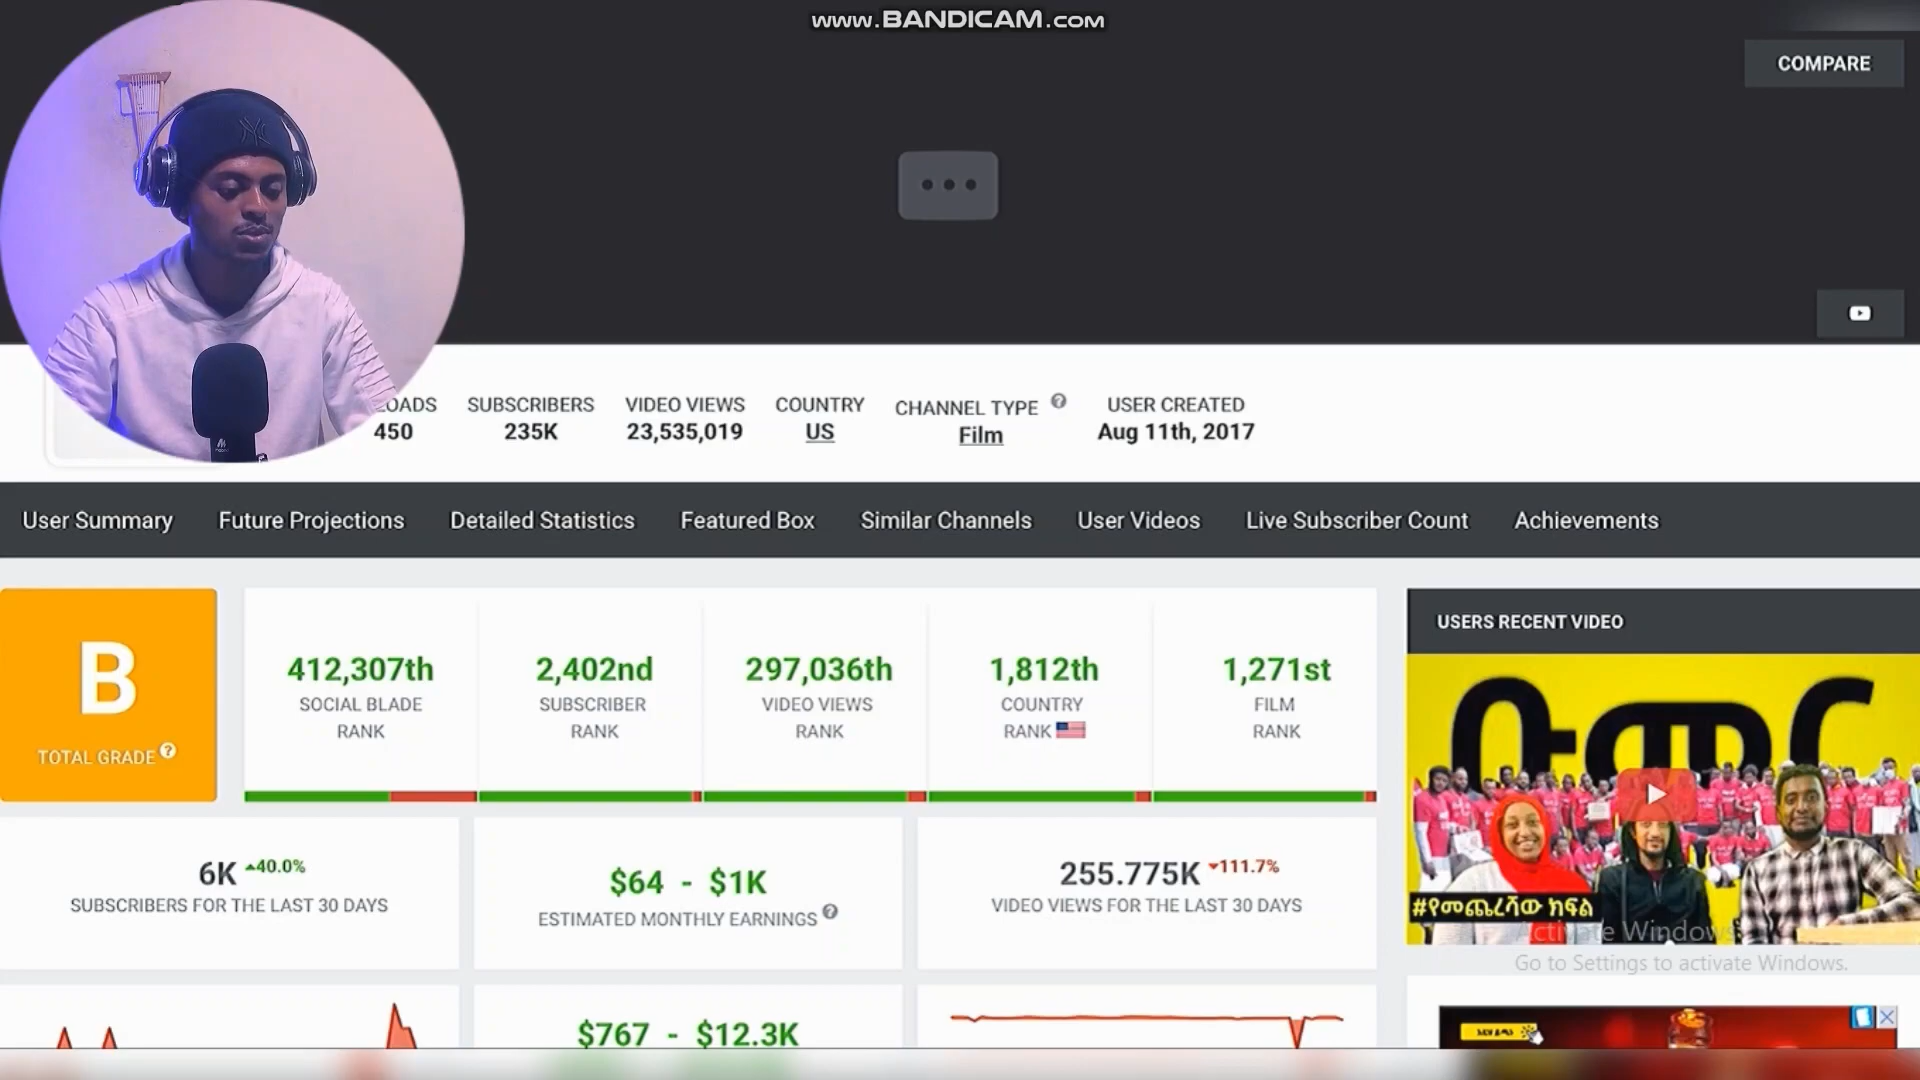 www.BANDICAM.com
COMPARE
SUBSCRIBERS
VIDEO VIEWS
COUNTRY
CHANNEL TYPE
USER CREATED
450
235K
23,535,019
US
Film
Aug 11th, 2017
User Summary
Future Projections
Detailed Statistics
Featured Box
Similar Channels
User Videos
Live Subscriber Count
Achievements
B
TOTAL GRADE
412,307th
SOCIAL BLADE
RANK
2,402nd
SUBSCRIBER
RANK
297,036th
VIDEO VIEWS
RANK
1,812th
COUNTRY
RANK
1,271st
FILM
RANK
USERS RECENT VIDEO
ዑመር
#የመጨረሻው ክፍል
6K 40.0%
SUBSCRIBERS FOR THE LAST 30 DAYS
$64 - $1K
ESTIMATED MONTHLY EARNINGS
255.775K 111.7%
VIDEO VIEWS FOR THE LAST 30 DAYS
Activate Windows
Go to Settings to activate Windows.
$767 - $12.3K